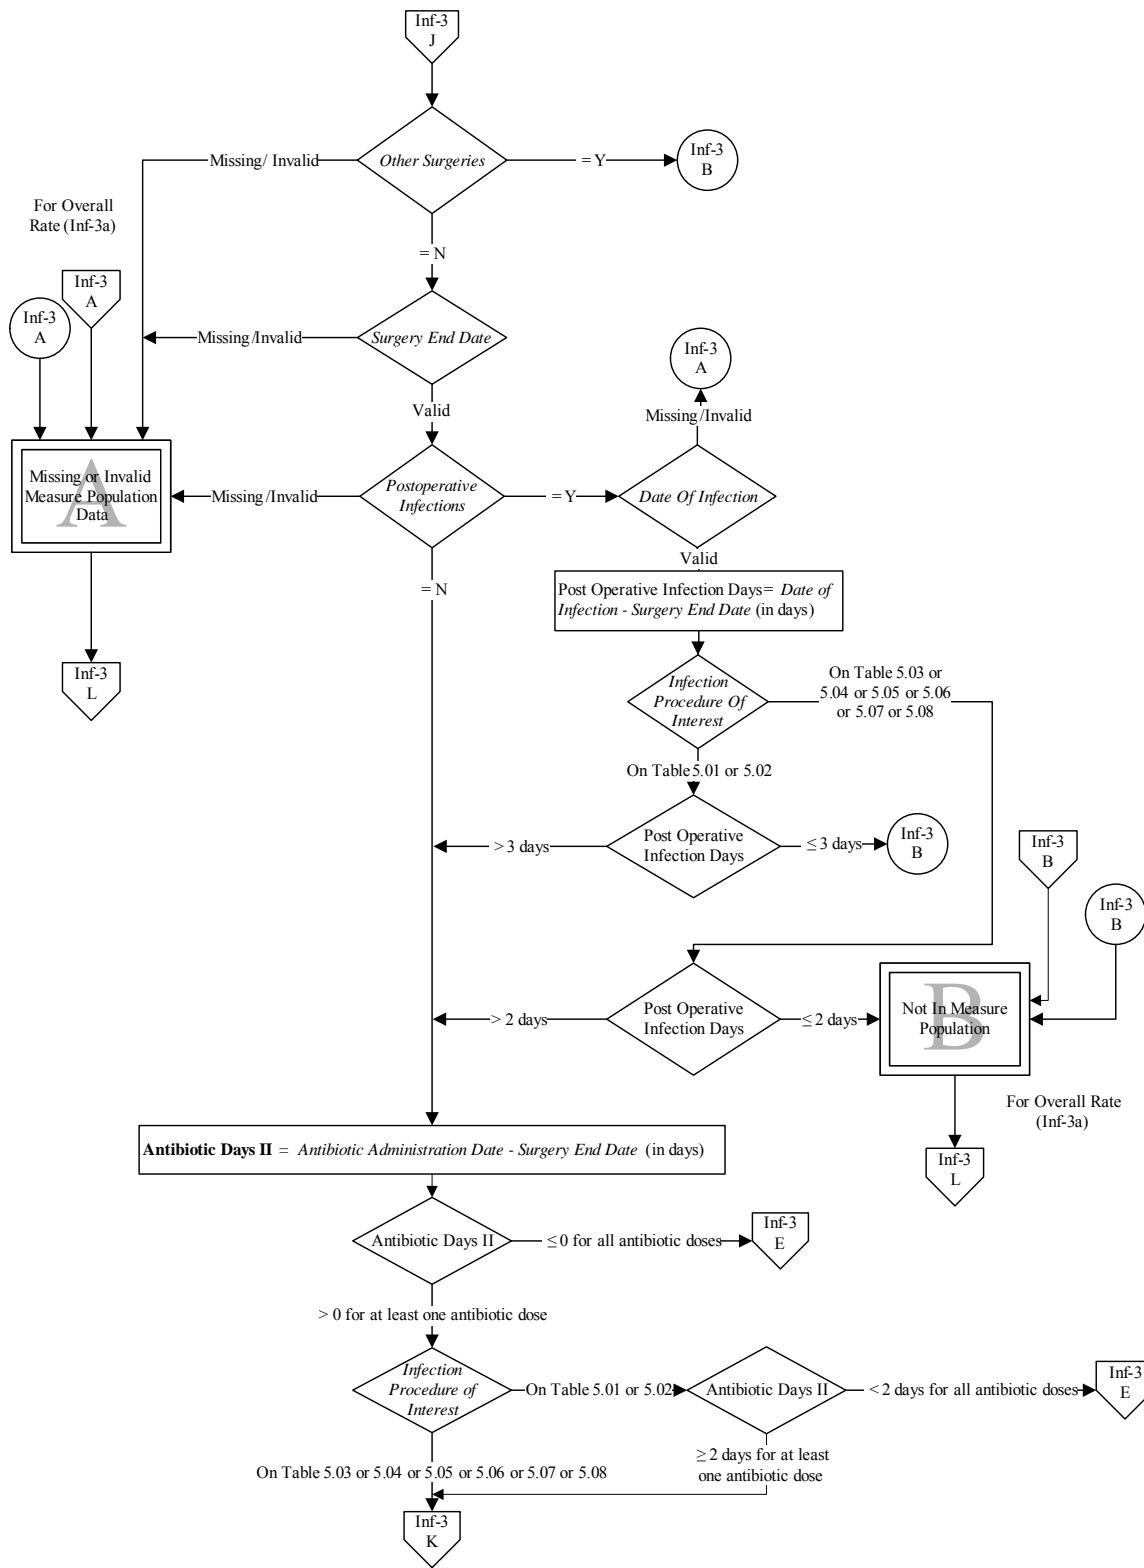 Inf-3
J
Other Surgeries
Missing/ Invalid
= Y
Inf-3
B
For Overall
Rate (Inf-3a)
= N
Inf-3
A
Inf-3
A
Surgery End Date
Missing /Invalid
Inf-3
A
Valid
Missing /Invalid
A
Missing or Invalid
Measure Population
Data
Missing /Invalid
Postoperative
Infections
= Y
Date Of Infection
Valid
= N
Post Operative Infection Days= Date of
Infection - Surgery End Date (in days)
Inf-3
L
Infection
Procedure Of
Interest
On Table 5.03 or
5.04 or 5.05 or 5.06
or 5.07 or 5.08
On Table 5.01 or 5.02
> 3 days
Post Operative
Infection Days
≤ 3 days
Inf-3
B
Inf-3
B
Inf-3
B
> 2 days
Post Operative
Infection Days
≤ 2 days
B
Not In Measure
Population
For Overall Rate
(Inf-3a)
Antibiotic Days II = Antibiotic Administration Date - Surgery End Date (in days)
Inf-3
L
Antibiotic Days II
≤ 0 for all antibiotic doses
Inf-3
E
> 0 for at least one antibiotic dose
Infection
Procedure of
Interest
On Table 5.01 or 5.02
Antibiotic Days II
< 2 days for all antibiotic doses
Inf-3
E
On Table 5.03 or 5.04 or 5.05 or 5.06 or 5.07 or 5.08
≥ 2 days for at least
one antibiotic dose
Inf-3
K